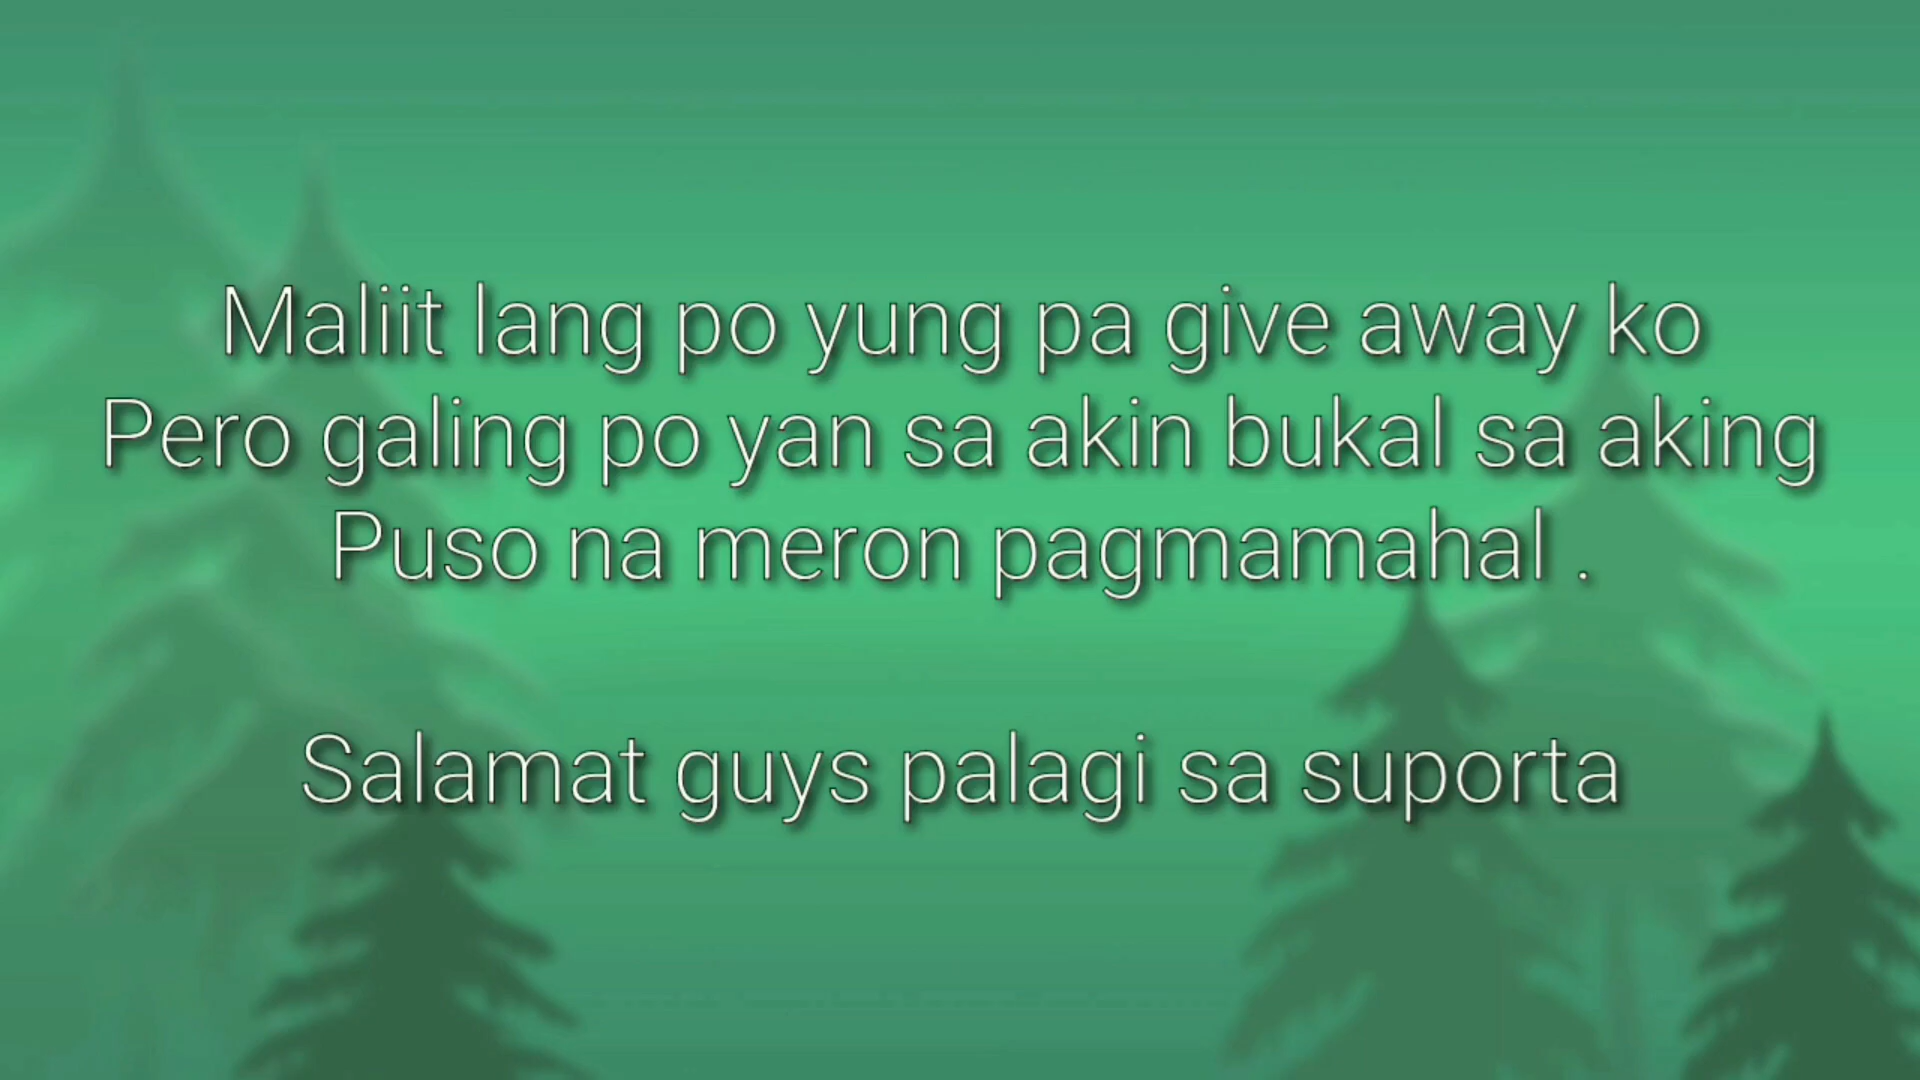 Maliit lang po yung pa give away ko
Pero galing po yan sa akin bukal sa aking
Puso na meron pagmamahal .
Salamat guys palagi sa suporta